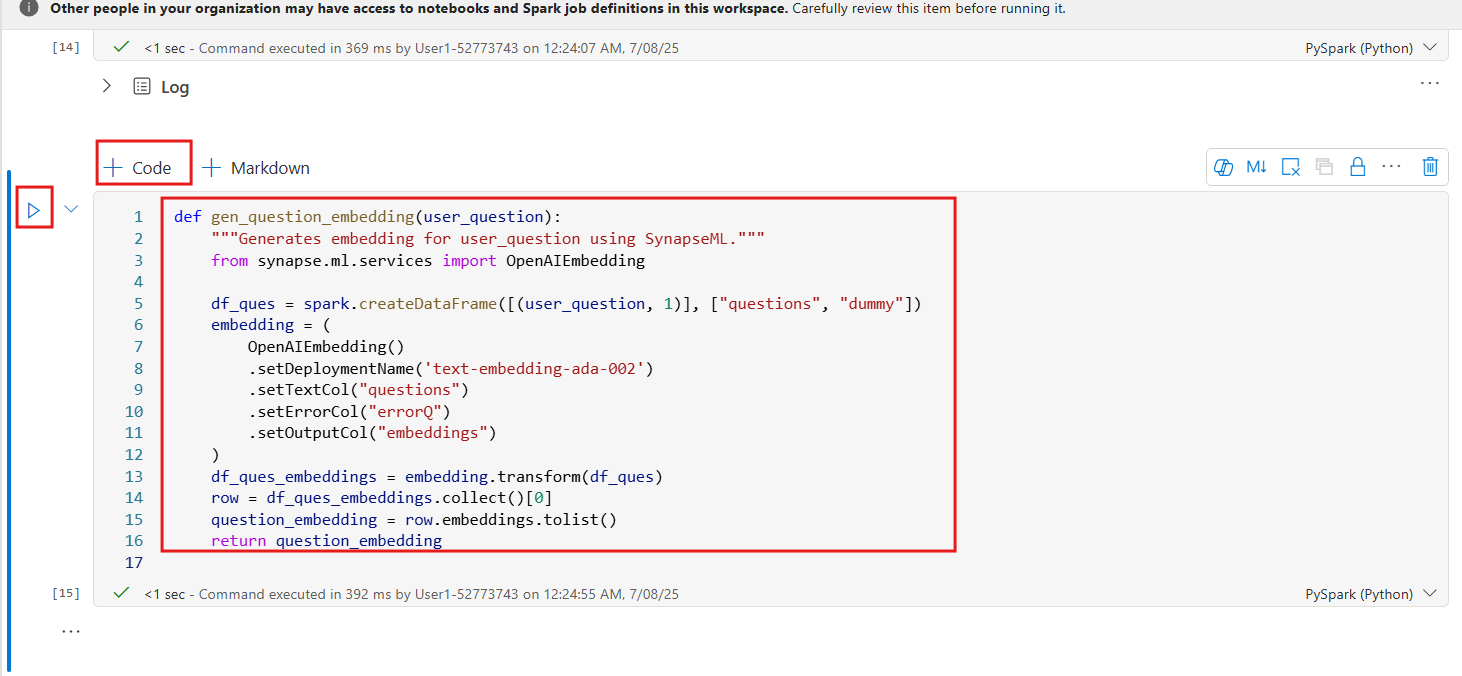 Other people in your organization may have access to notebooks and Spark job definitions in this workspace. Carefully review this item before running it.
[14] <1 sec - Command executed in 369 ms by User1-52773743 on 12:24:07 AM, 7/08/25 PySpark (Python)
Log
Code Markdown M↓
1 def gen_question_embedding(user_question):
2     """Generates embedding for user_question using SynapseML."""
3     from synapse.ml.services import OpenAIEmbedding
4
5     df_ques = spark.createDataFrame([(user_question, 1)], ["questions", "dummy"])
6     embedding = (
7         OpenAIEmbedding()
8         .setDeploymentName('text-embedding-ada-002')
9         .setTextCol("questions")
10         .setErrorCol("errorQ")
11         .setOutputCol("embeddings")
12     )
13     df_ques_embeddings = embedding.transform(df_ques)
14     row = df_ques_embeddings.collect()[0]
15     question_embedding = row.embeddings.tolist()
16     return question_embedding
17
[15] <1 sec - Command executed in 392 ms by User1-52773743 on 12:24:55 AM, 7/08/25 PySpark (Python)